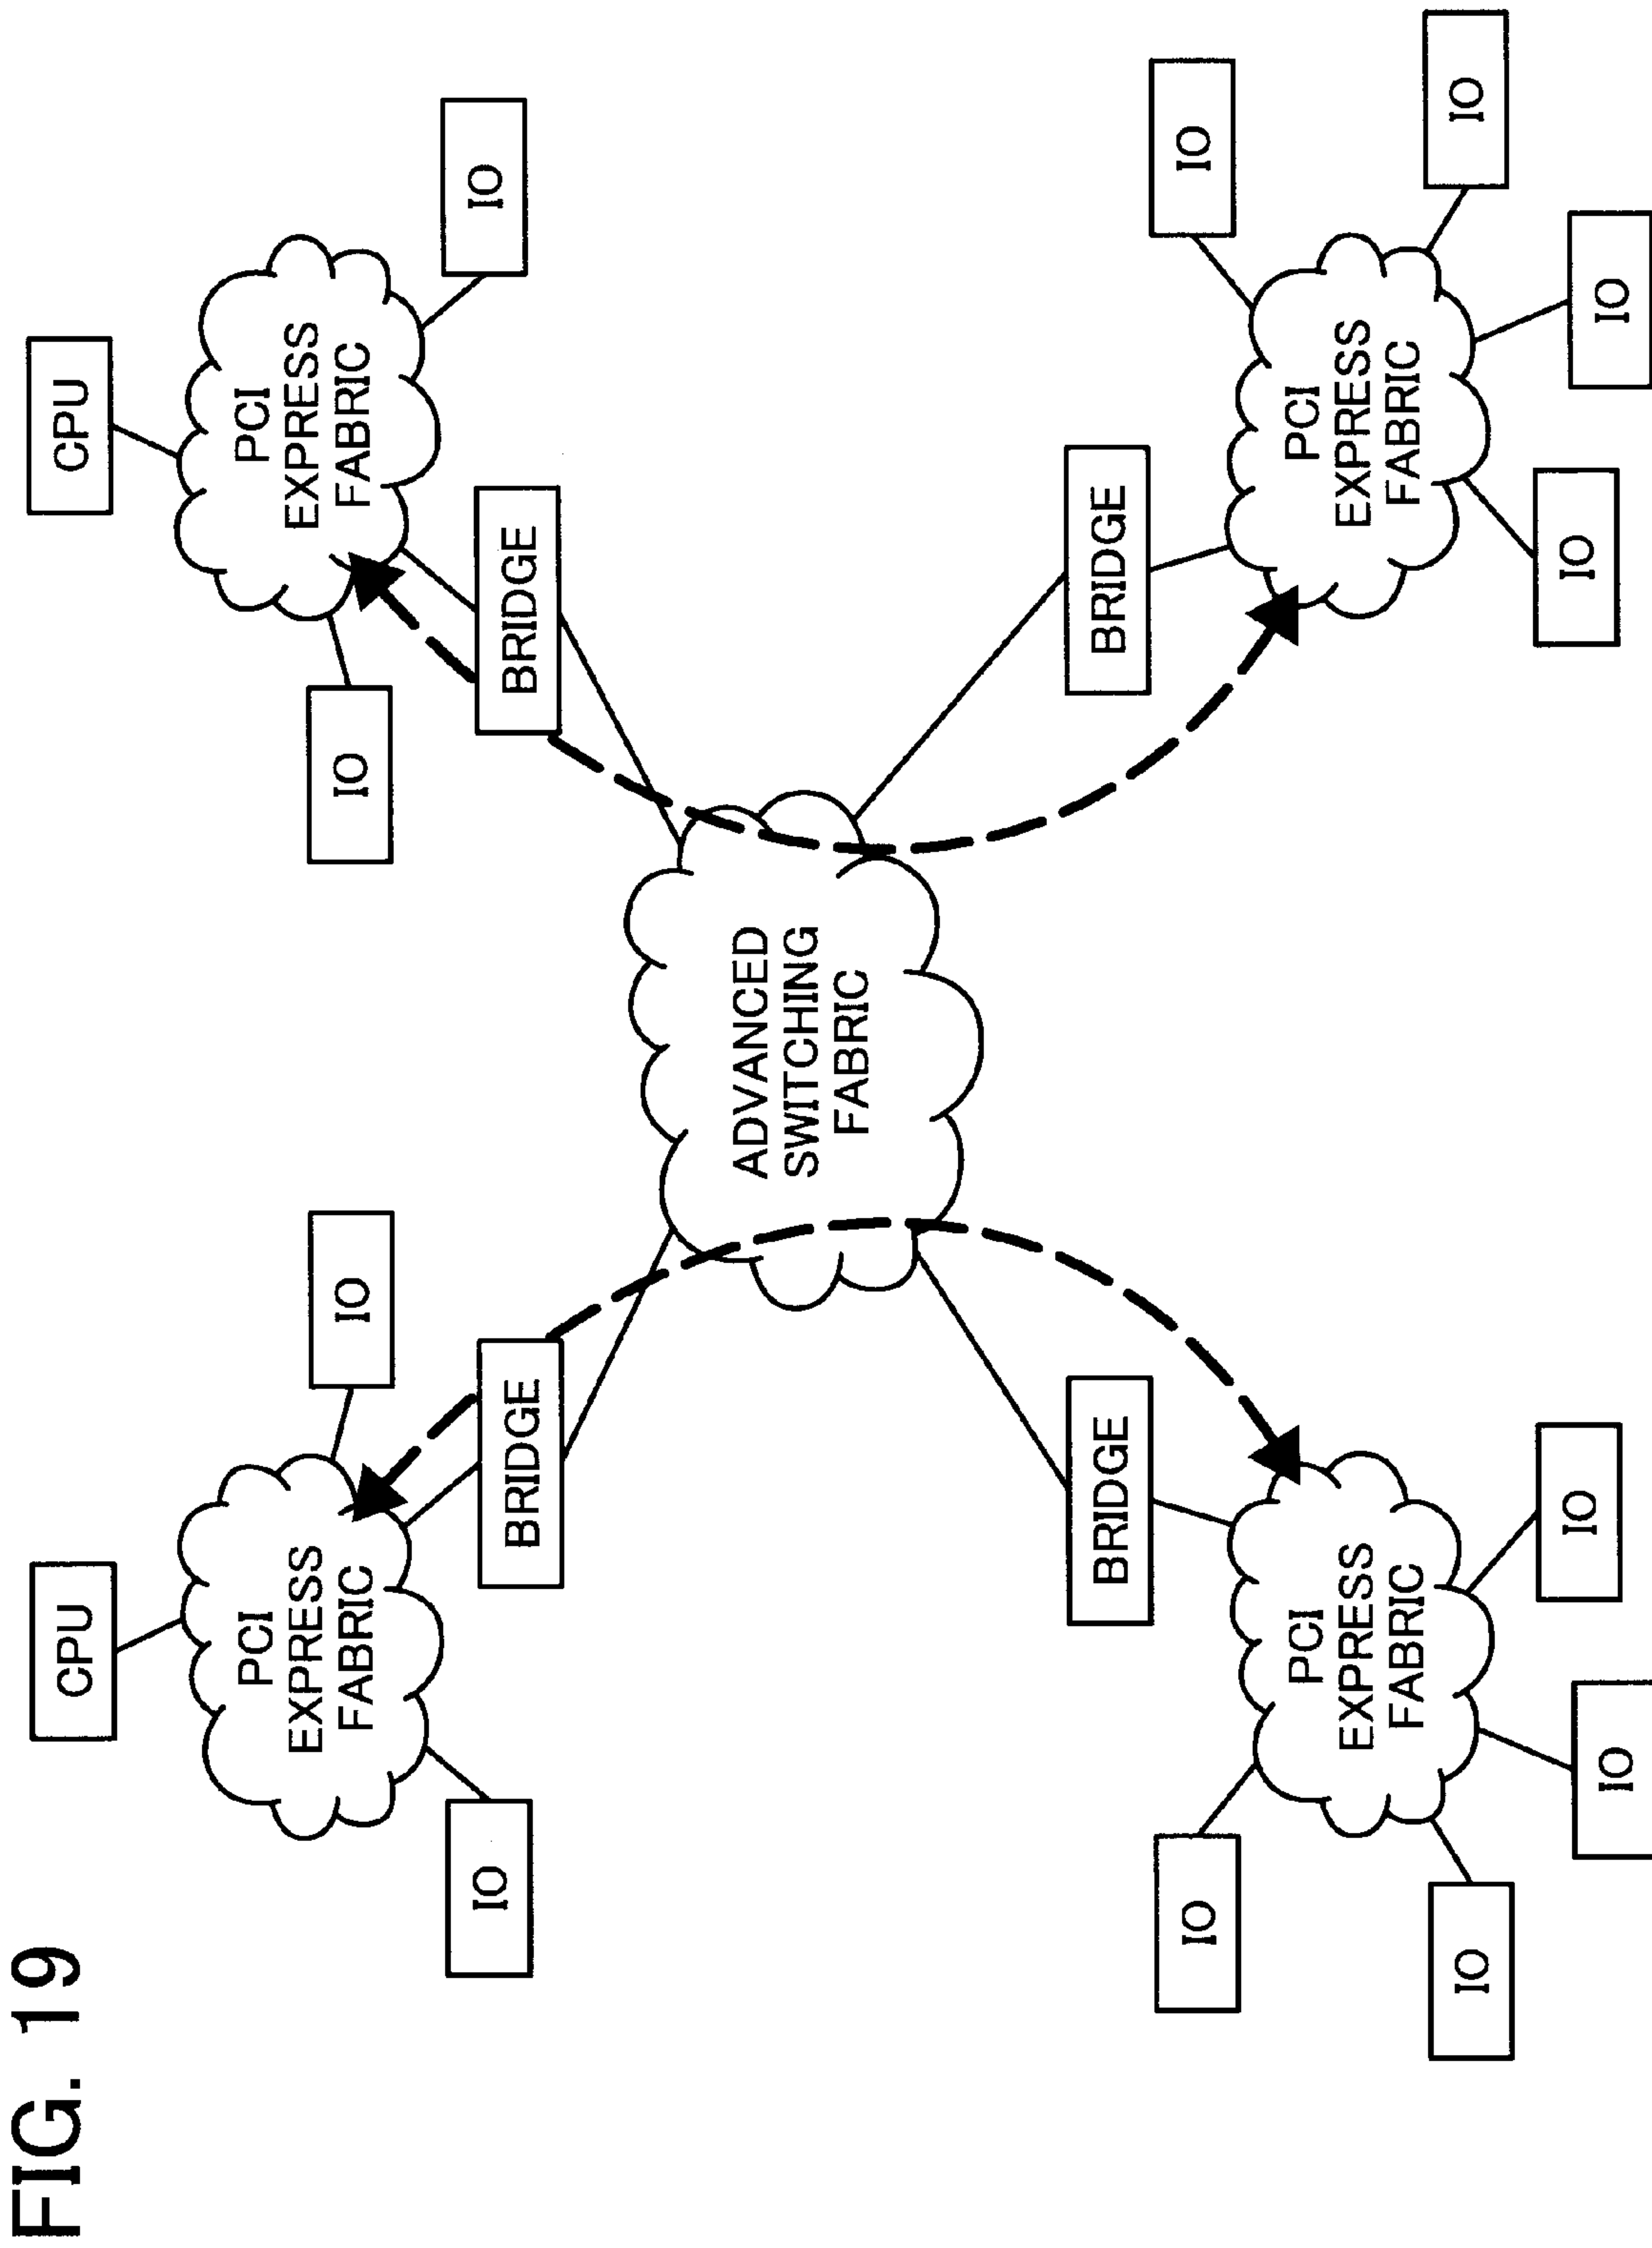 FIG. 19
CPU
CPU
PCI
EXPRESS
FABRIC
PCI
EXPRESS
FABRIC
IO
IO
IO
BRIDGE
BRIDGE
IO
ADVANCED
SWITCHING
FABRIC
BRIDGE
BRIDGE
IO
IO
PCI
EXPRESS
FABRIC
PCI
EXPRESS
FABRIC
IO
IO
IO
IO
IO
IO